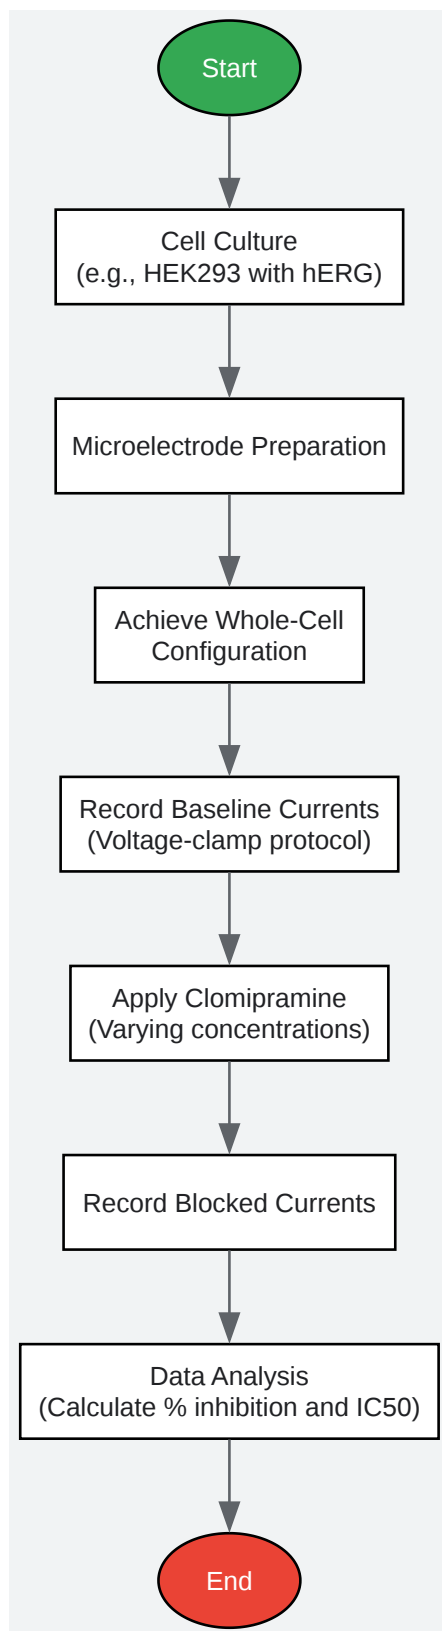 Start
Cell Culture
(e.g., HEK293 with hERG)
Microelectrode Preparation
Achieve Whole-Cell
Configuration
Record Baseline Currents
(Voltage-clamp protocol)
Apply Clomipramine
(Varying concentrations)
Record Blocked Currents
Data Analysis
(Calculate % inhibition and IC50)
End